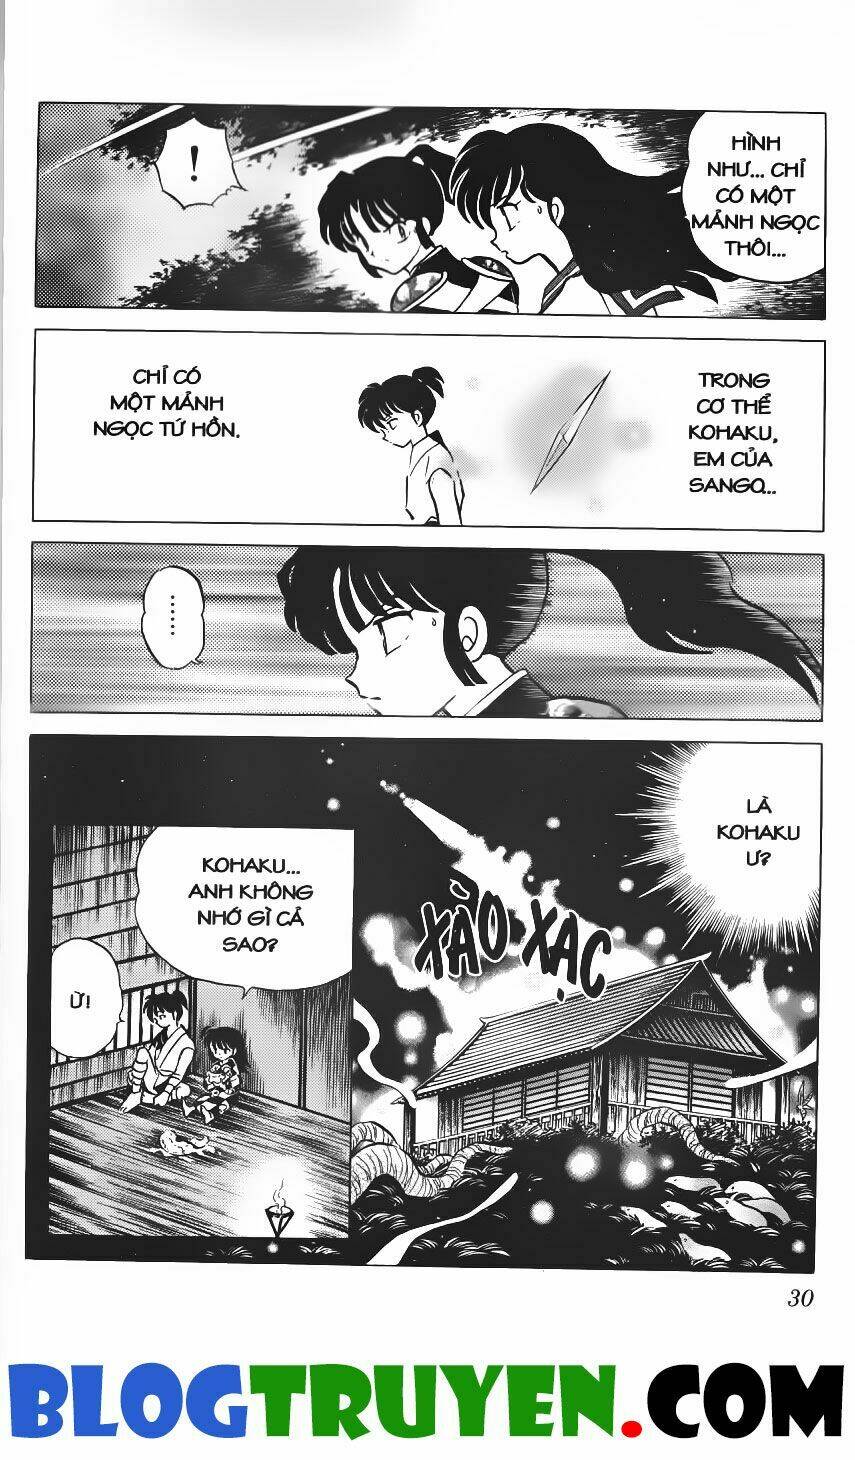 HÌNH
NHƯ... CHỈ
CÓ MỘT
MẢNH NGỌC
THÔI...
!
TRONG
CƠ THỂ
KOHAKU,
EM CỦA
SANGO...
CHỈ CÓ
MỘT MẢNH
NGỌC TỨ HỒN.
......
LÀ
KOHAKU
Ư?
XÀO XẠC
KOHAKU...
ANH KHÔNG
NHỚ GÌ CẢ
SAO?
Ừ!
30
BLOGTRUYEN.COM